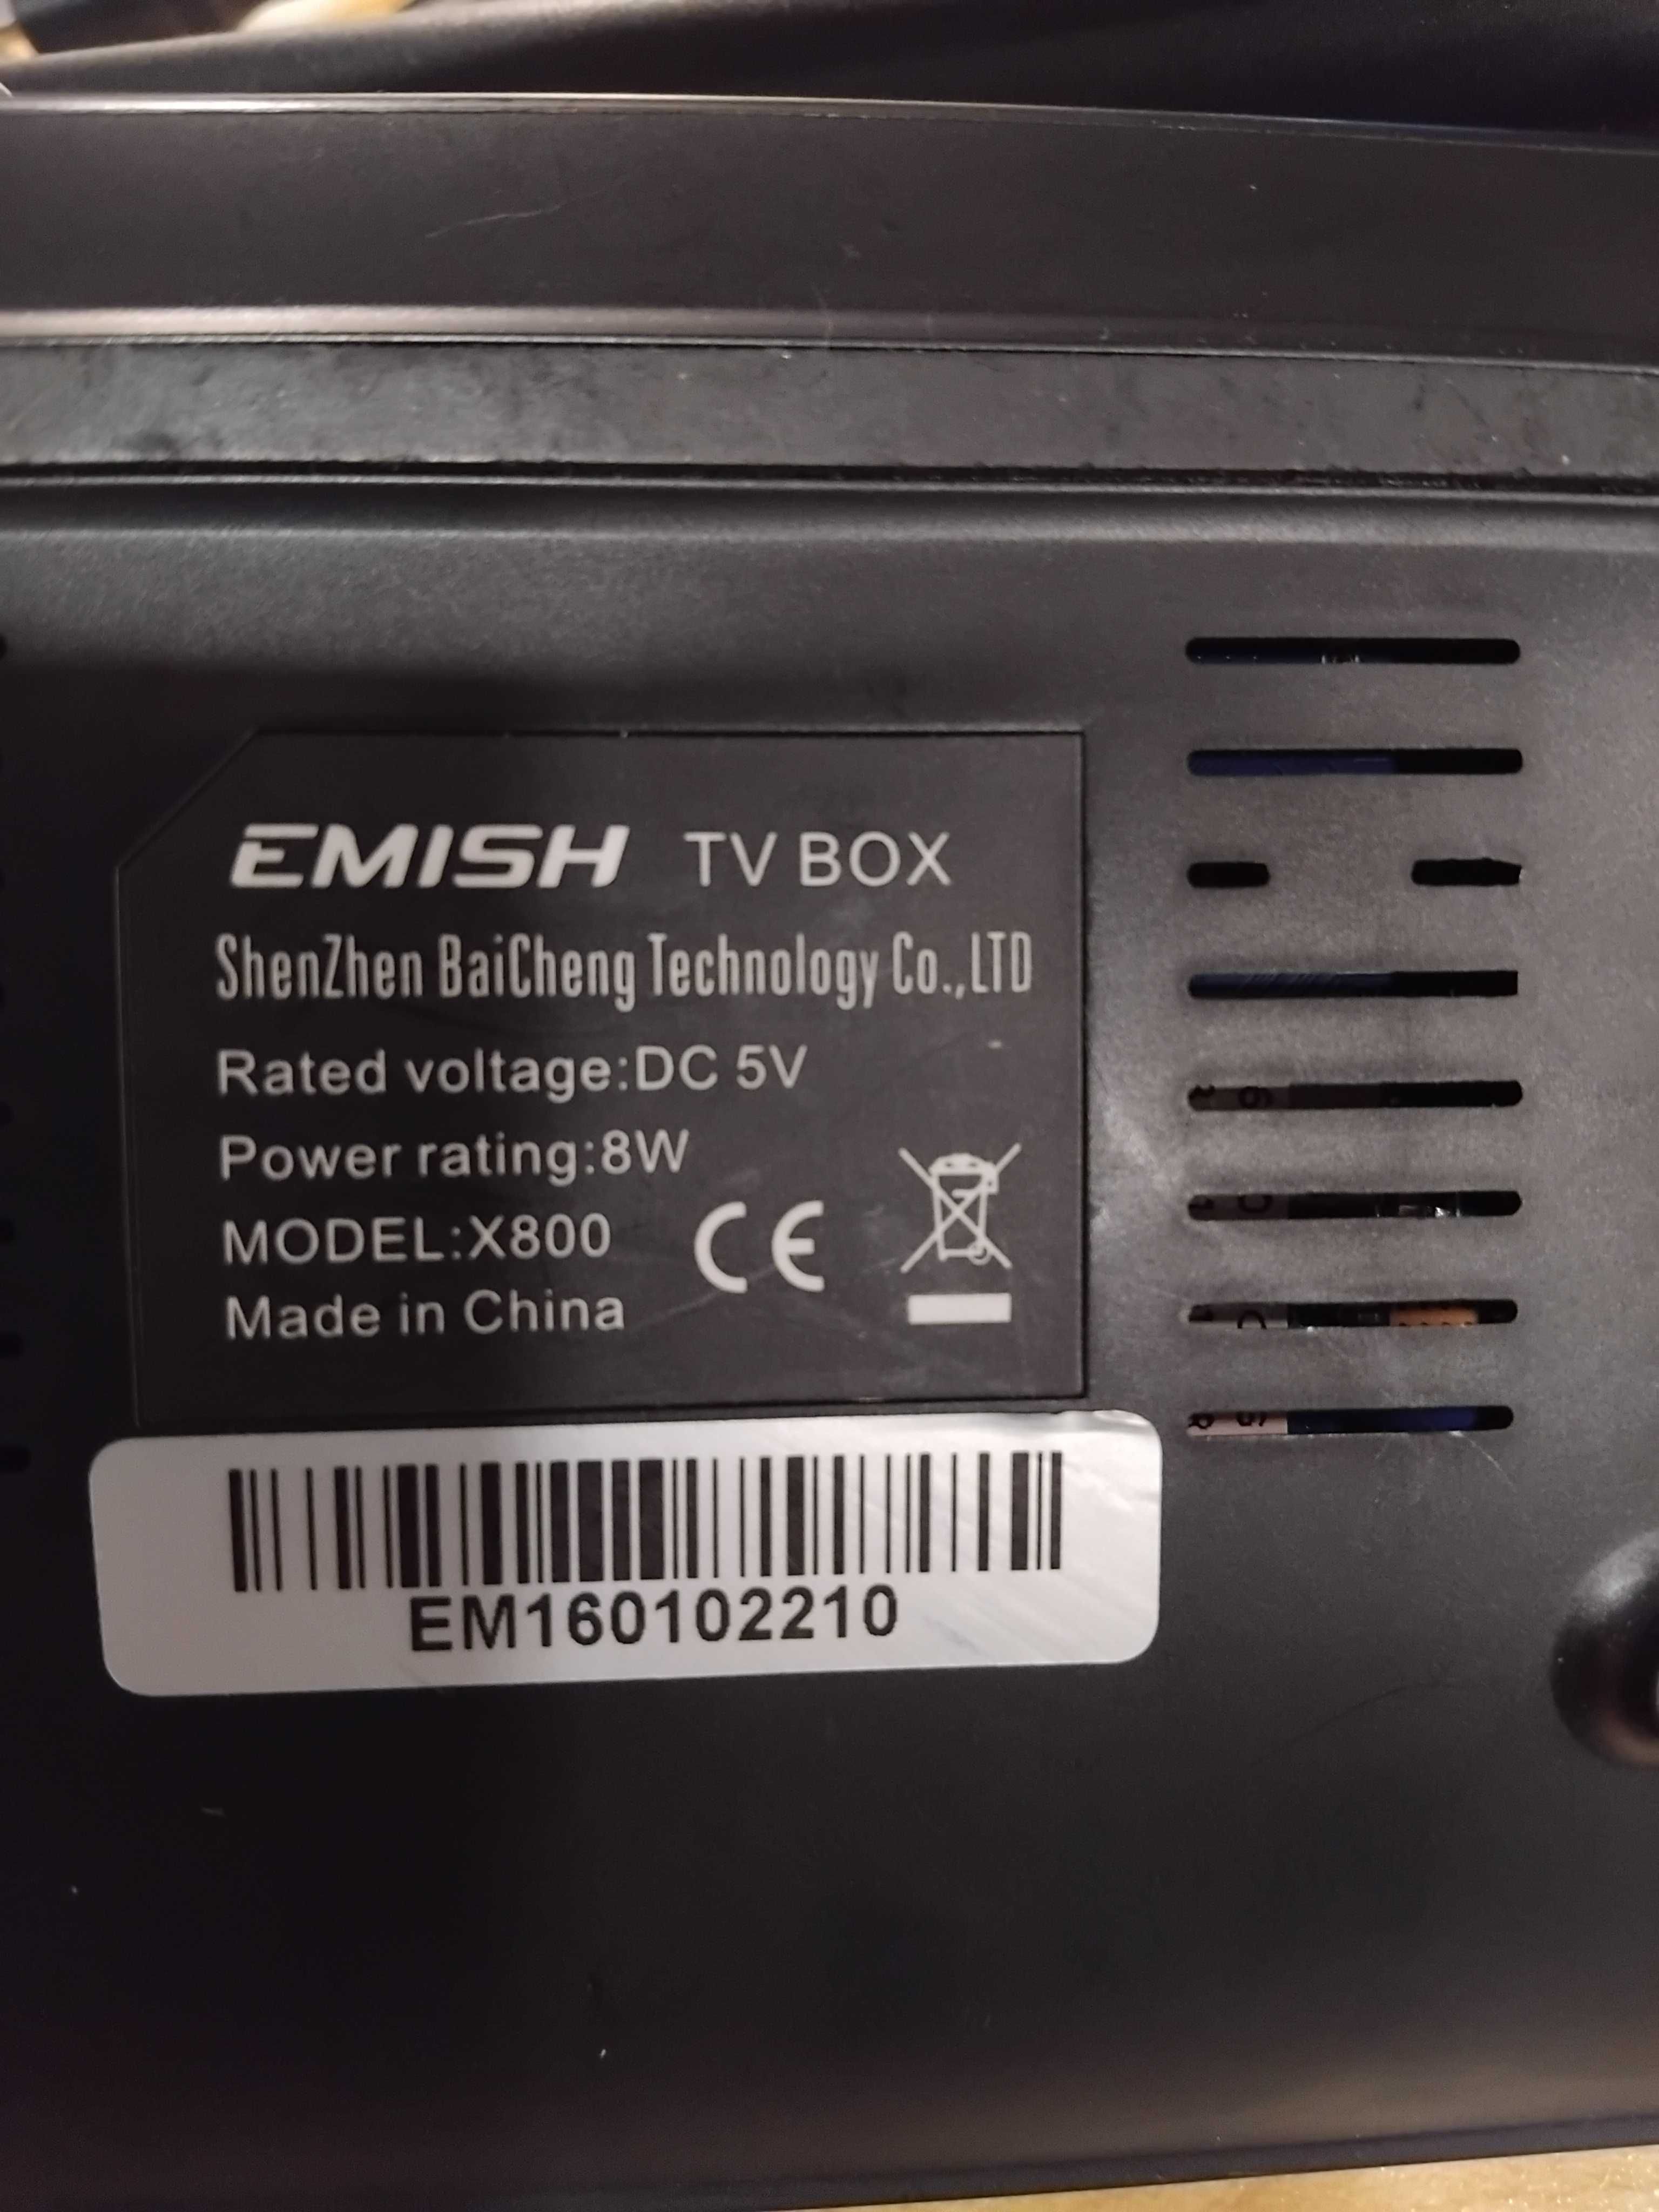 EMISH TV BOX
ShenZhen BaiCheng Technology Co.,LTD
Rated voltage:DC 5V
Power rating:8W
MODEL:X800
CE
Made in China
EM160102210